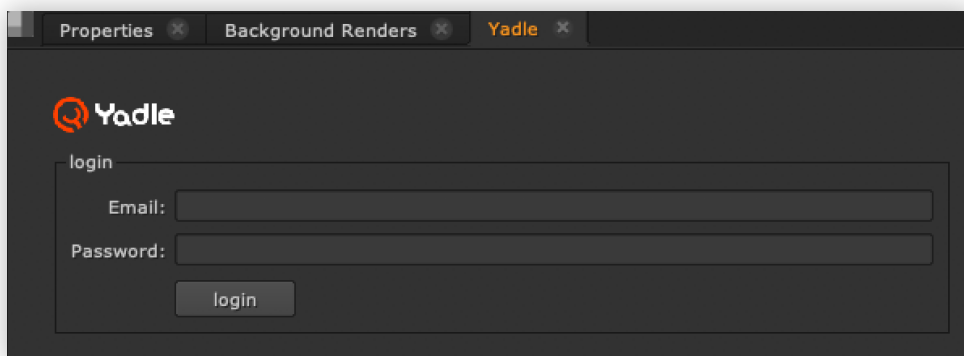 Properties Background Renders Yadle
Yadle
login
Email:
Password:
login